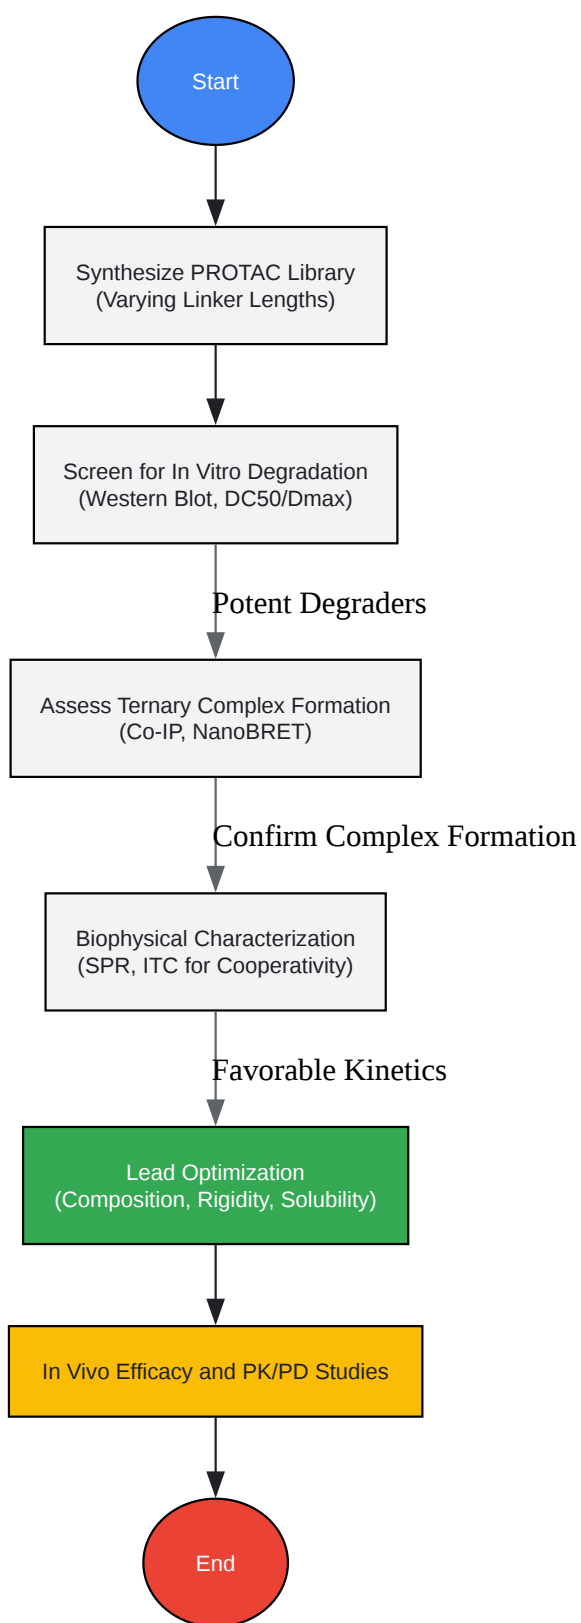 Start
Synthesize PROTAC Library
(Varying Linker Lengths)
Screen for In Vitro Degradation
(Western Blot, DC50/Dmax)
Potent Degraders
Assess Ternary Complex Formation
(Co-IP, NanoBRET)
Confirm Complex Formation
Biophysical Characterization
(SPR, ITC for Cooperativity)
Favorable Kinetics
Lead Optimization
(Composition, Rigidity, Solubility)
In Vivo Efficacy and PK/PD Studies
End